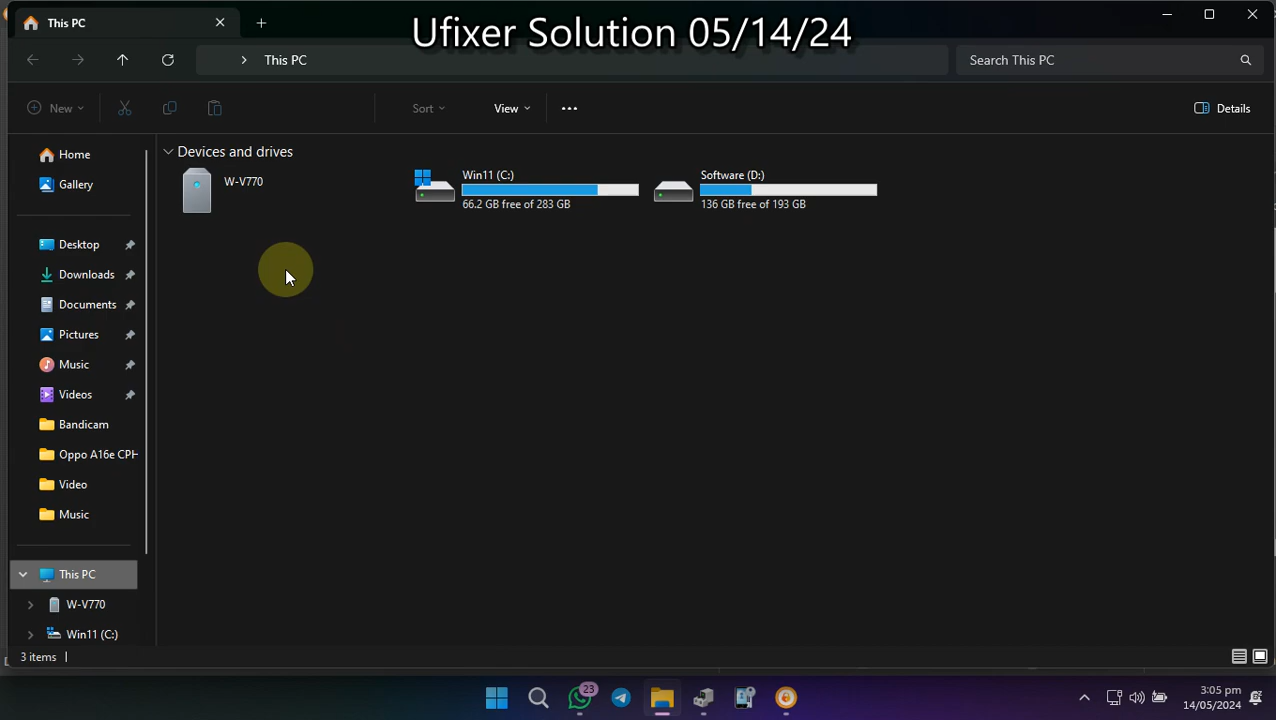 This PC
Ufixer Solution 05/14/24
This PC
Search This PC
New
Sort
View
Details
Home
Gallery
Desktop
Downloads
Documents
Pictures
Music
Videos
Bandicam
Oppo A16e CPH
Video
Music
This PC
W-V770
Win11 (C:)
Devices and drives
W-V770
Win11 (C:)
66.2 GB free of 283 GB
Software (D:)
136 GB free of 193 GB
3 items
23
3:05 pm
14/05/2024